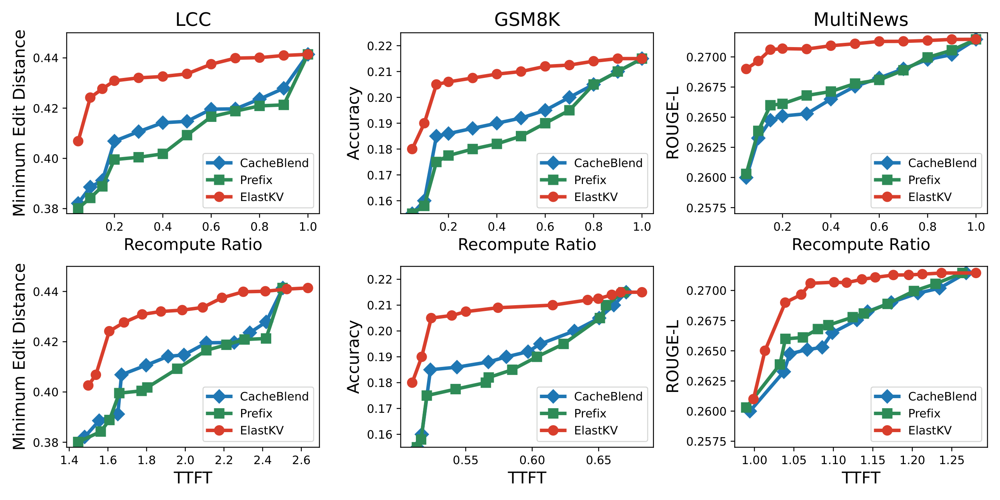 LCC
Minimum Edit Distance
0.44
0.42
0.40
0.38
CacheBlend
Prefix
ElastKV
0.2 0.4 0.6 0.8 1.0
Recompute Ratio
GSM8K
Accuracy
0.22
0.21
0.20
0.19
0.18
0.17
0.16
CacheBlend
Prefix
ElastKV
0.2 0.4 0.6 0.8 1.0
Recompute Ratio
MultiNews
ROUGE-L
0.2700
0.2675
0.2650
0.2625
0.2600
0.2575
CacheBlend
Prefix
ElastKV
0.2 0.4 0.6 0.8 1.0
Recompute Ratio
Minimum Edit Distance
0.44
0.42
0.40
0.38
CacheBlend
Prefix
ElastKV
1.4 1.6 1.8 2.0 2.2 2.4 2.6
TTFT
Accuracy
0.22
0.21
0.20
0.19
0.18
0.17
0.16
CacheBlend
Prefix
ElastKV
0.55 0.60 0.65
TTFT
ROUGE-L
0.2700
0.2675
0.2650
0.2625
0.2600
0.2575
CacheBlend
Prefix
ElastKV
1.00 1.05 1.10 1.15 1.20 1.25
TTFT